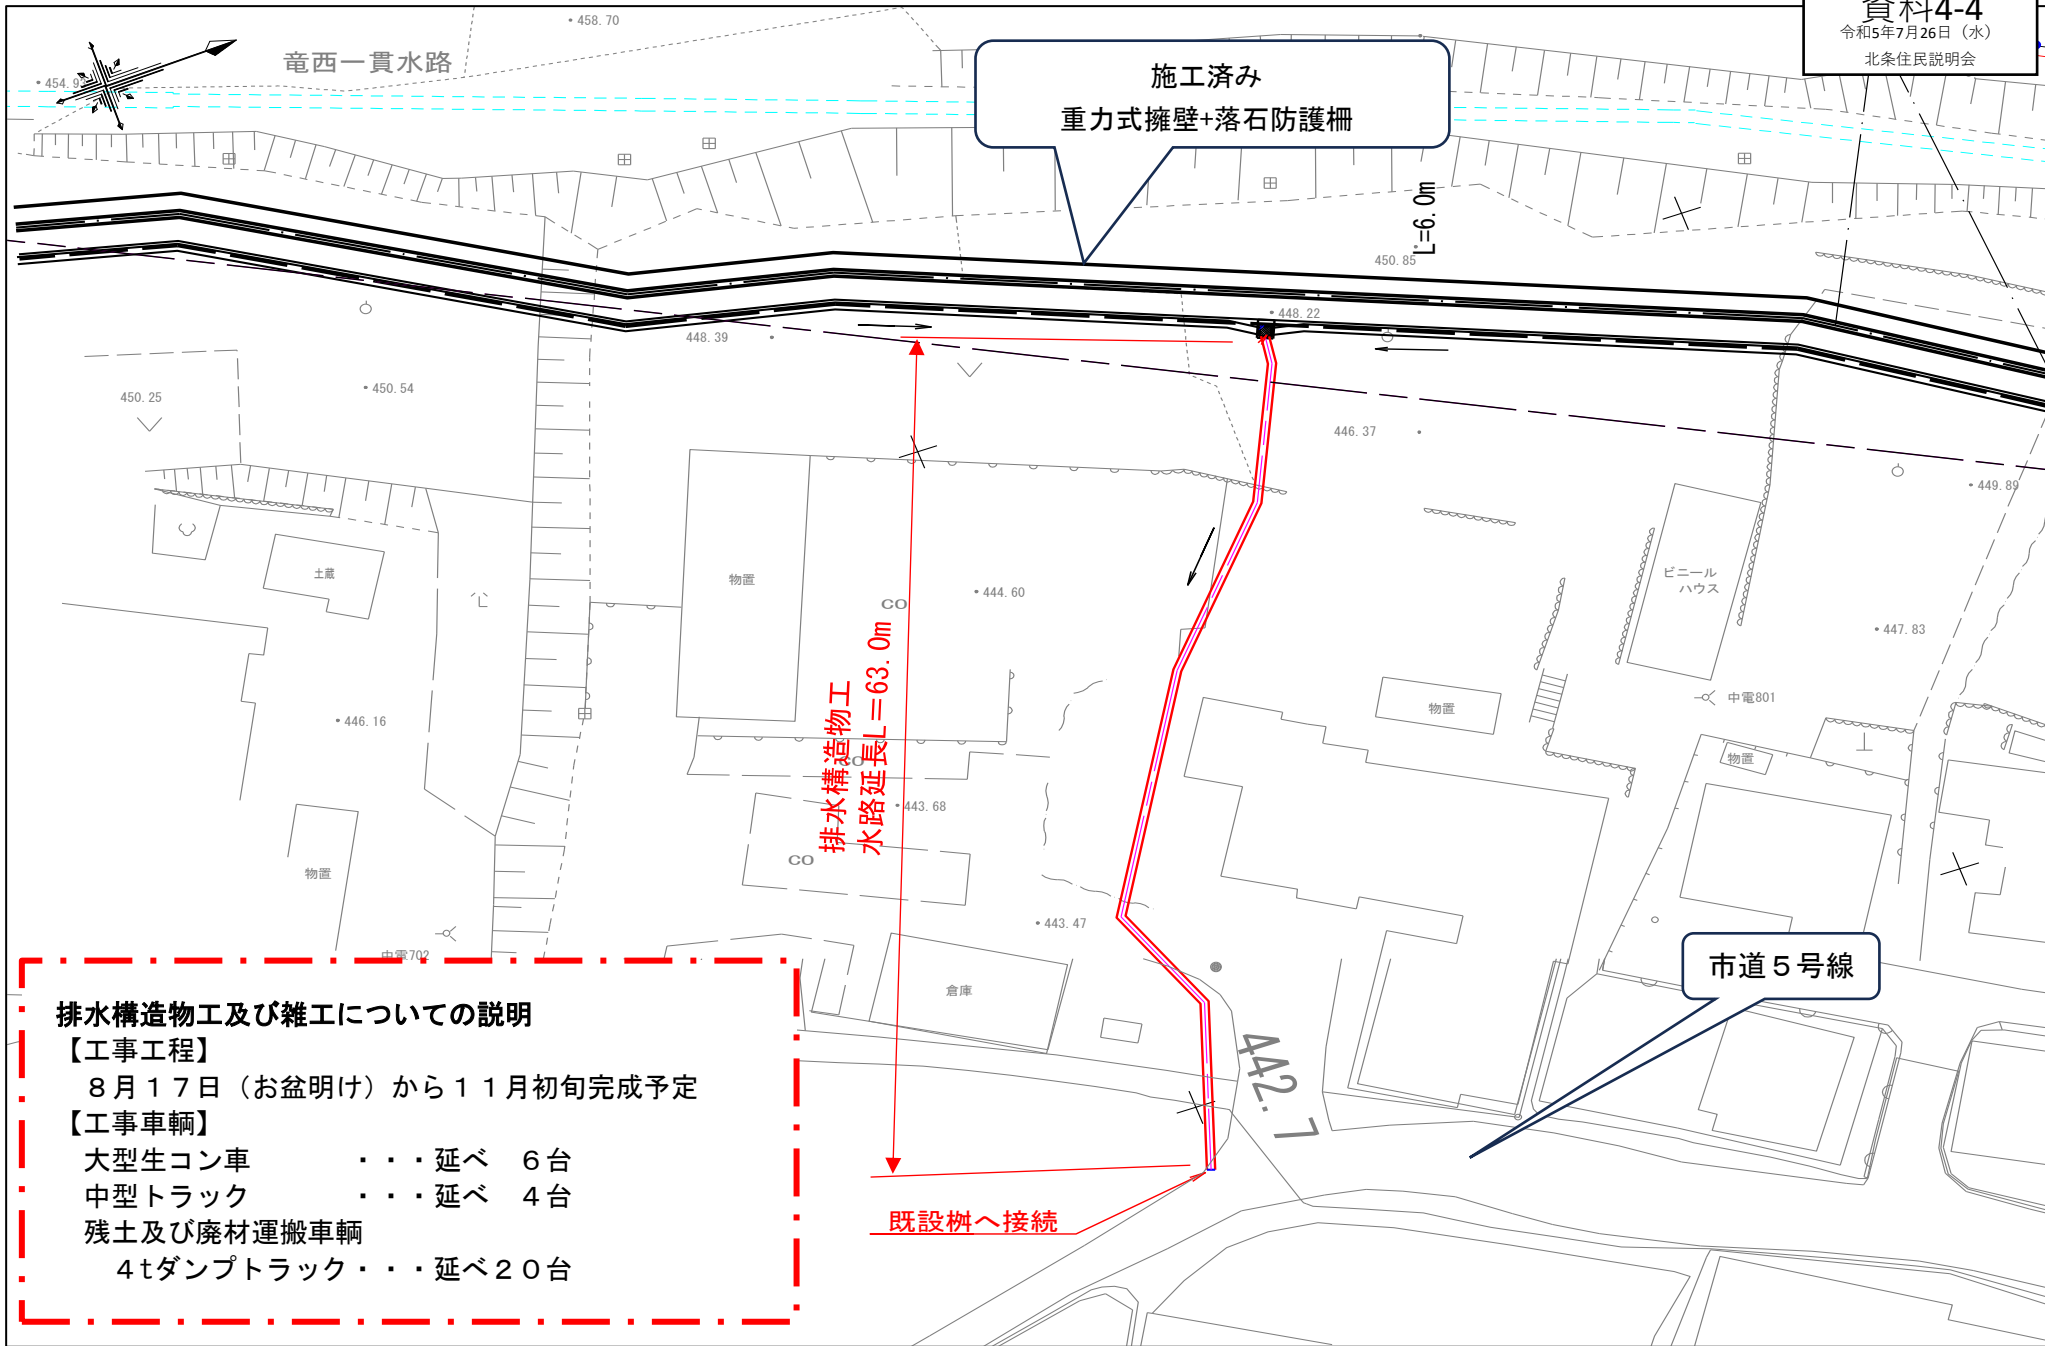 資料4-4
令和5年7月26日（水）
北条住民説明会
458.70
竜西一貫水路
施工済み
重力式擁壁+落石防護柵
L=6.0m
450.85
448.22
448.39
450.54
450.25
446.37
449.89
土蔵
物置
CO
444.60
ビニール
ハウス
447.83
446.16
排水構造物工
水路延長L＝63.0m
物置
中電801
CO
物置
443.68
CO
物置
443.47
中電702
倉庫
市道５号線
442.7
排水構造物工及び雑工についての説明
【工事工程】
８月１７日（お盆明け）から１１月初旬完成予定
【工事車輌】
大型生コン車　　　・・・延べ　６台
中型トラック　　　・・・延べ　４台
残土及び廃材運搬車輌
４tダンプトラック・・・延べ２０台
既設桝へ接続